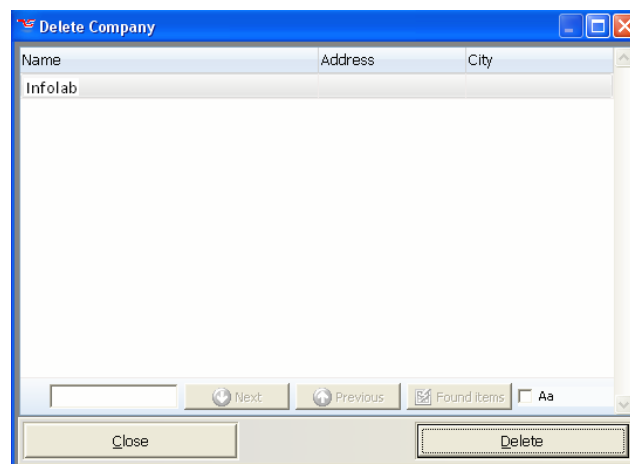 Delete Company
Name Address City
Infolab
Next Previous Found items Aa
Close Delete